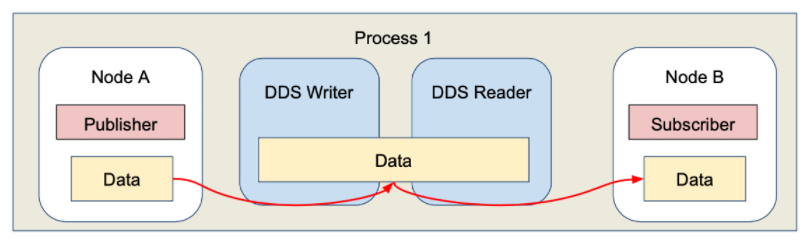 Process 1
Node A
Publisher
Data
DDS Writer
DDS Reader
Data
Node B
Subscriber
Data